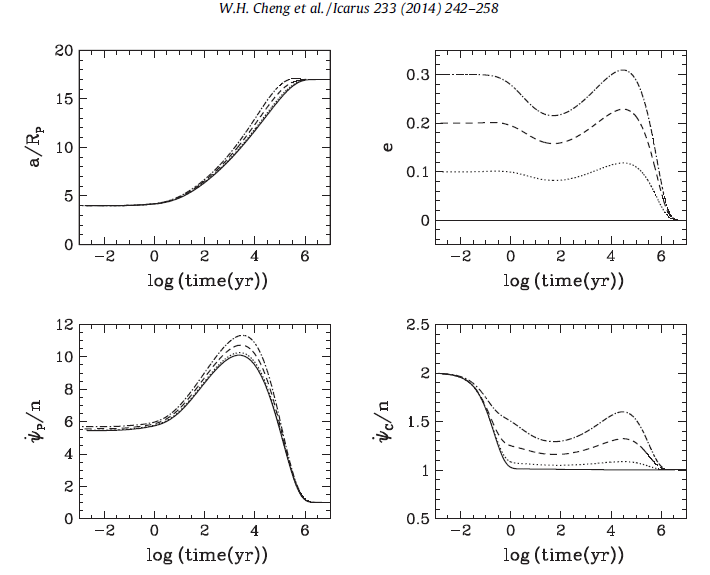 W.H. Cheng et al./Icarus 233 (2014) 242–258
20
15
10
5
0
a/R_P
−2 0 2 4 6
log (time(yr))
0.3
0.2
0.1
0
e
−2 0 2 4 6
log (time(yr))
12
10
8
6
4
2
0
ψ̇_P/n
−2 0 2 4 6
log (time(yr))
2.5
2
1.5
1
0.5
ψ̇_C/n
−2 0 2 4 6
log (time(yr))